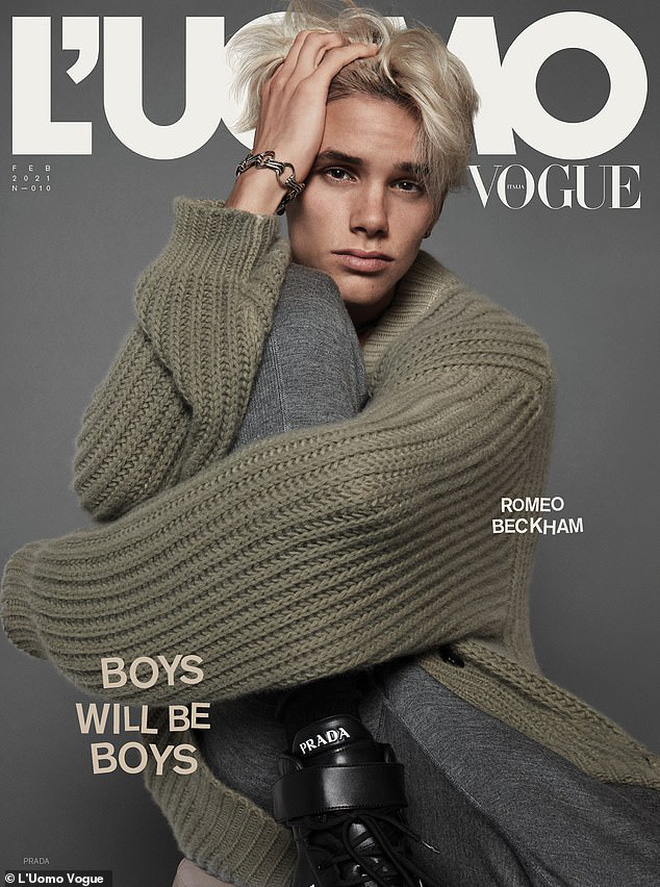 L'UOMO
FEB
2021
N—010
ITALIA
VOGUE
ROMEO
BECKHAM
BOYS
WILL BE
BOYS
PRADA
PRADA
© L'Uomo Vogue